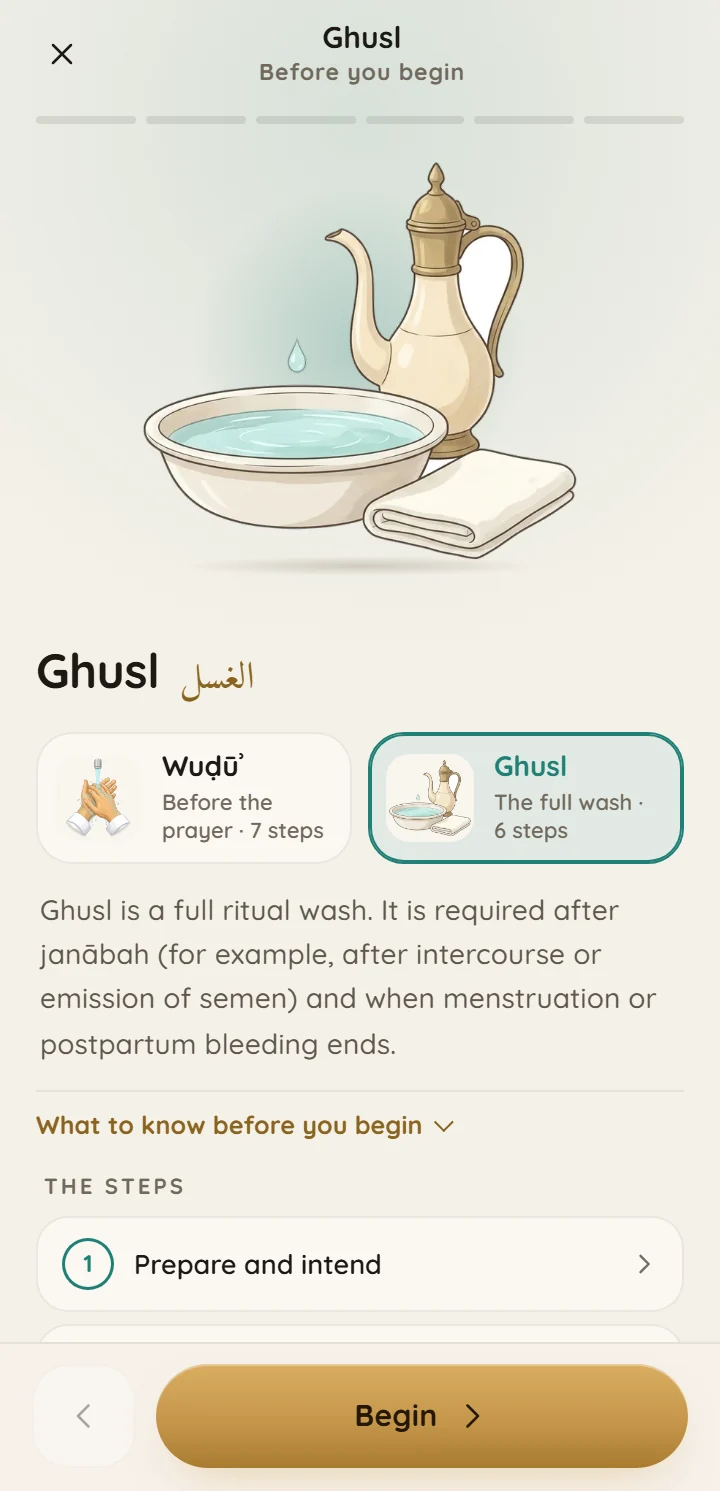 Ghusl
Before you begin
Ghusl الغسل
Wuḍūʾ
Before the
prayer · 7 steps
Ghusl
The full wash ·
6 steps
Ghusl is a full ritual wash. It is required after
janābah (for example, after intercourse or
emission of semen) and when menstruation or
postpartum bleeding ends.
What to know before you begin
THE STEPS
1 Prepare and intend
Begin